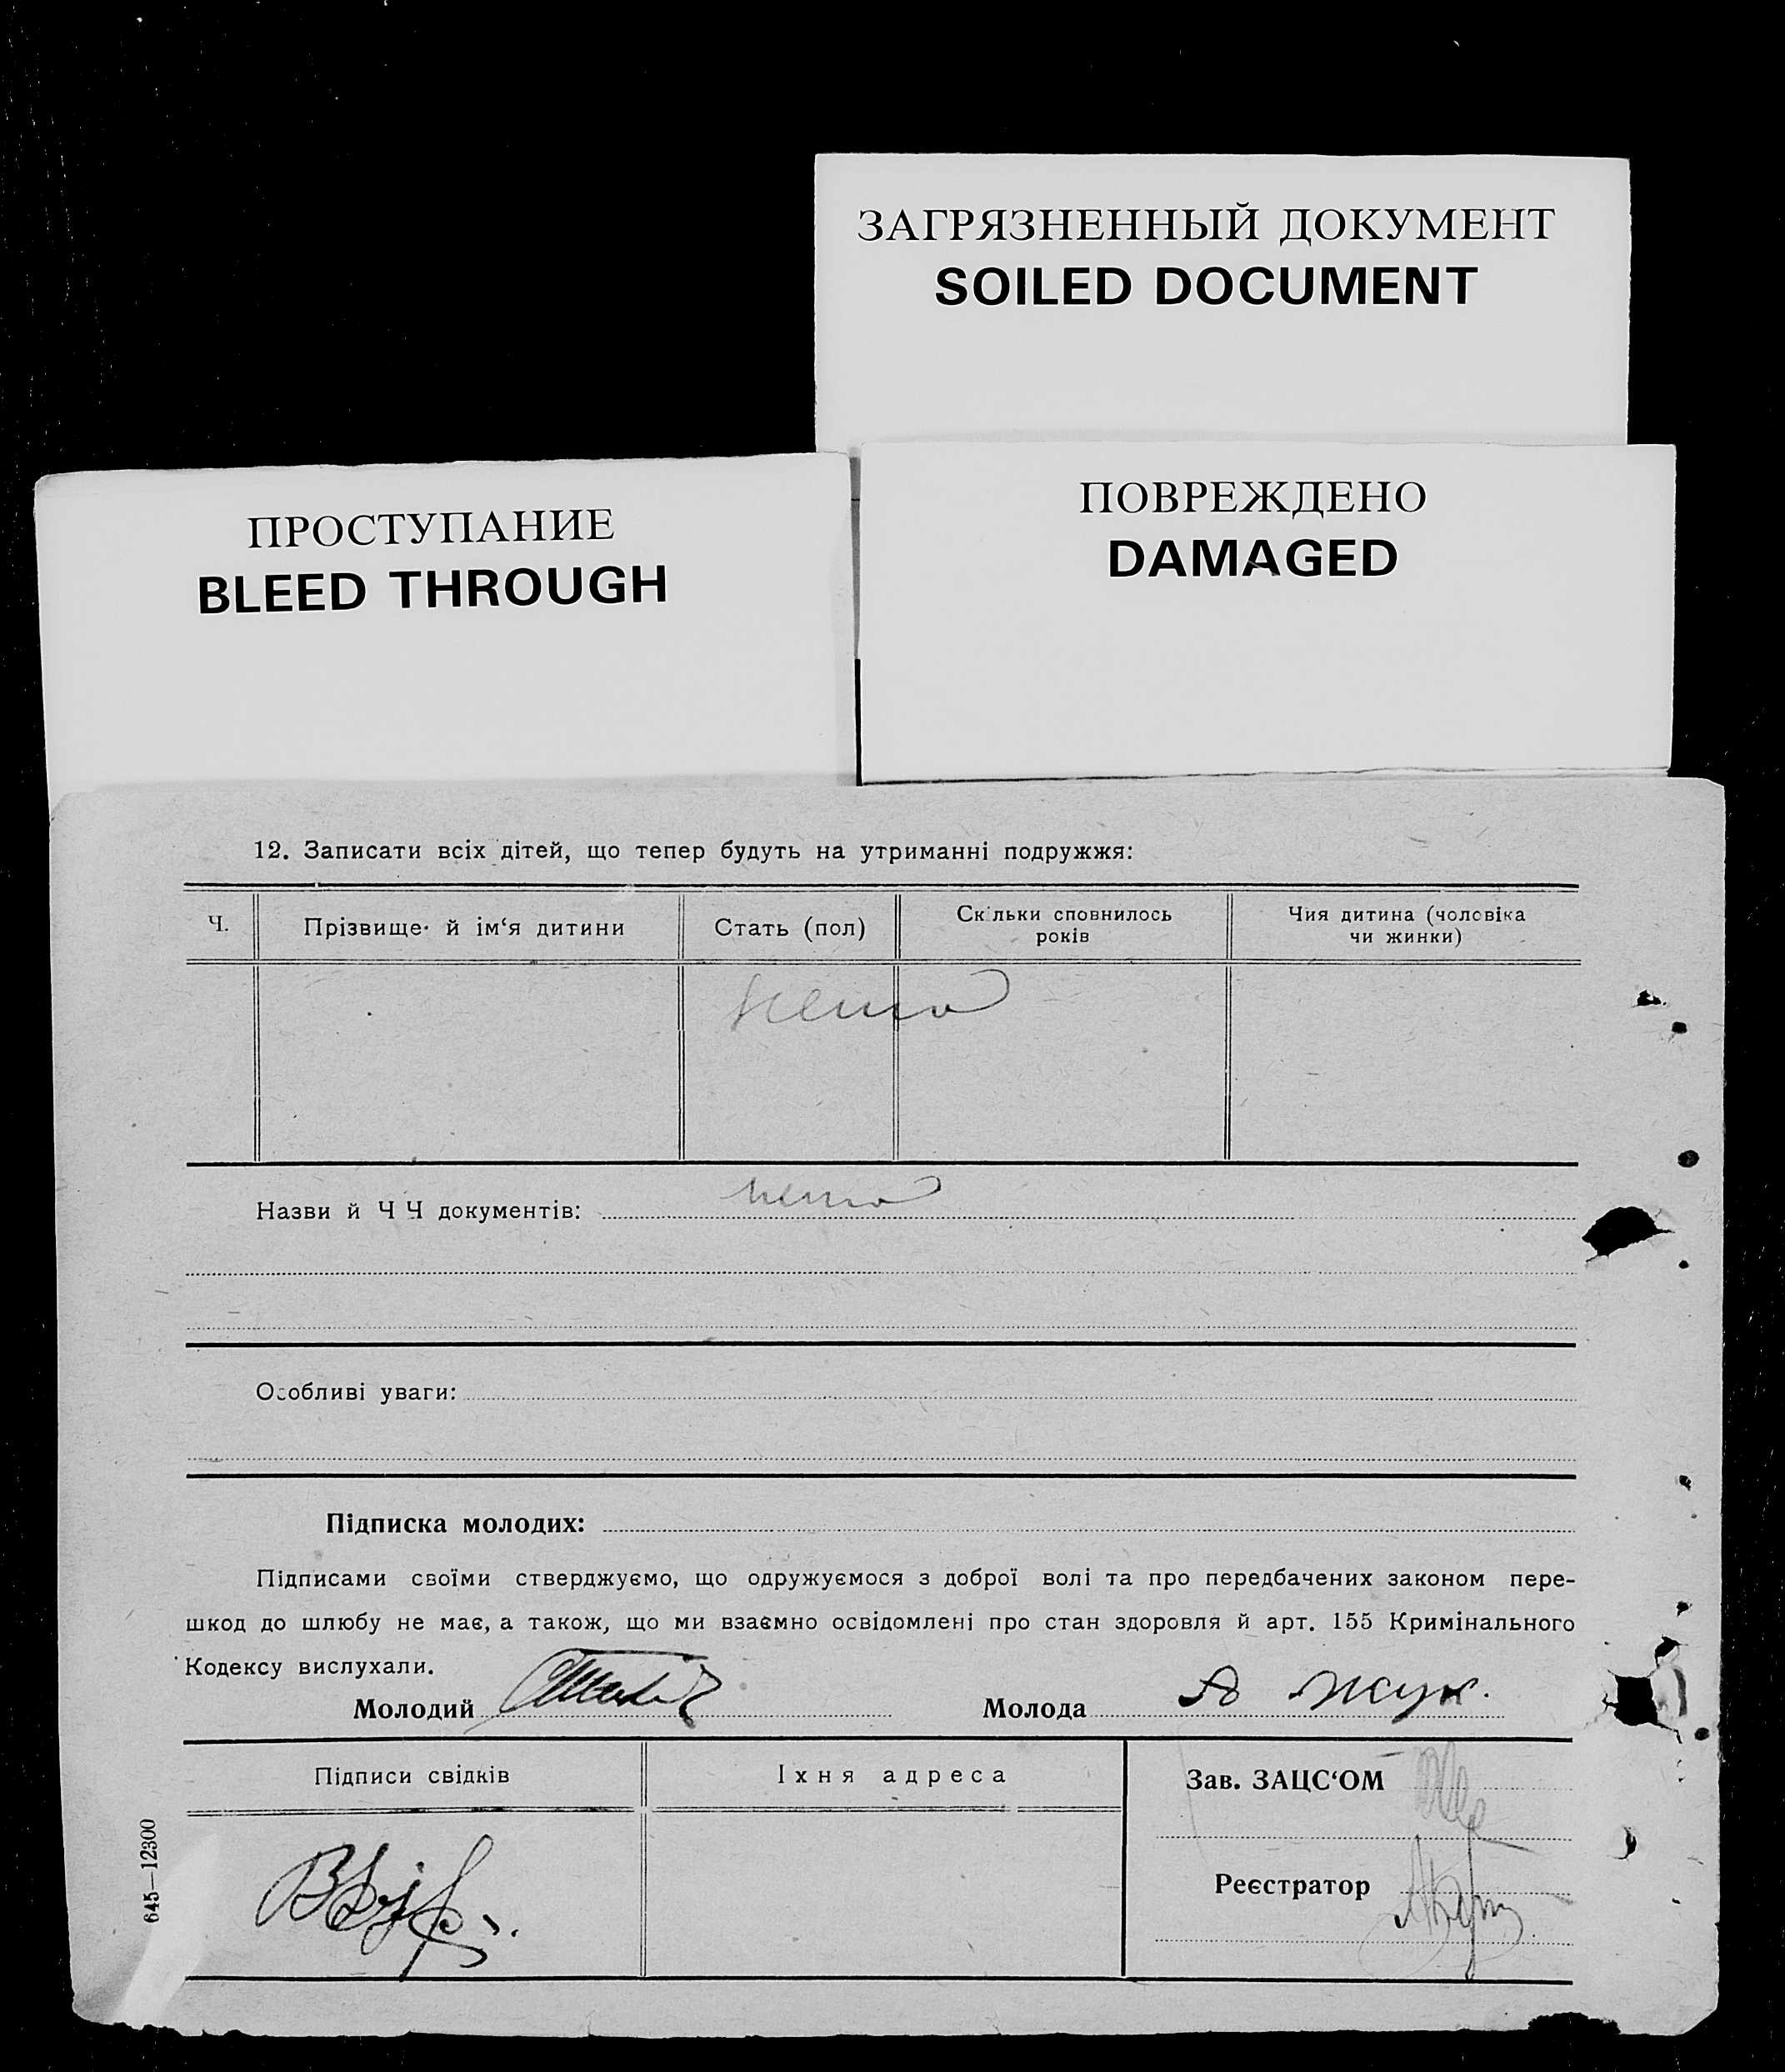 ЗАГРЯЗНЕННЫЙ ДОКУМЕНТ
SOILED DOCUMENT
ПРОСТУПАНИЕ
BLEED THROUGH
ПОВРЕЖДЕНО
DAMAGED
12. Записати всіх дітей, що тепер будуть на утриманні подружжя:
Ч.
Прізвище й ім‘я дитини
Стать (пол)
Скільки сповнилось
років
Чия дитина (чоловіка
чи жинки)
нема
Назви й Ч Ч документів: нема
Особливі уваги:
Підписка молодих:
Підписами своїми стверджуємо, що одружуємося з доброї волі та про передбачених законом пере-
шкод до шлюбу не має, а також, що ми взаємно освідомлені про стан здоровля й арт. 155 Кримінального
Кодексу вислухали.
Молодий
Молода А Жук.
Підписи свідків
Іхня адреса
Зав. ЗАЦС‘ОМ
Реєстратор
645—12300